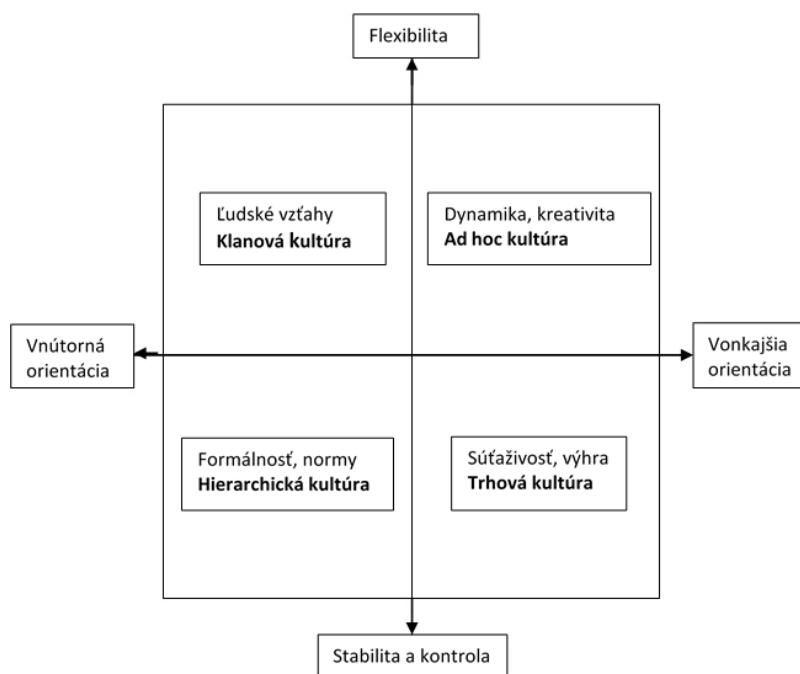 Flexibilita
Ľudské vzťahy
Klanová kultúra
Dynamika, kreativita
Ad hoc kultúra
Vnútorná
orientácia
Vonkajšia
orientácia
Formálnosť, normy
Hierarchická kultúra
Súťaživosť, výhra
Trhová kultúra
Stabilita a kontrola